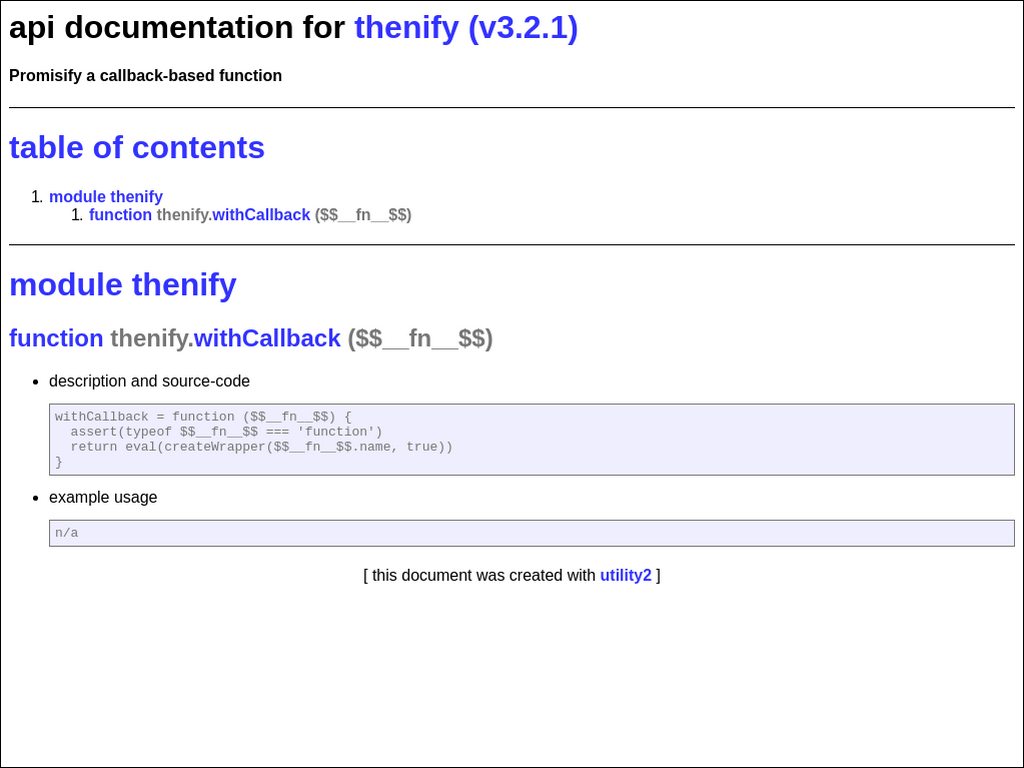 api documentation for thenify (v3.2.1)
Promisify a callback-based function
table of contents
1. module thenify
1. function thenify.withCallback ($$__fn__$$)
module thenify
function thenify.withCallback ($$__fn__$$)
• description and source-code
withCallback = function ($$__fn__$$) {
  assert(typeof $$__fn__$$ === 'function')
  return eval(createWrapper($$__fn__$$.name, true))
}
• example usage
n/a
[ this document was created with utility2 ]